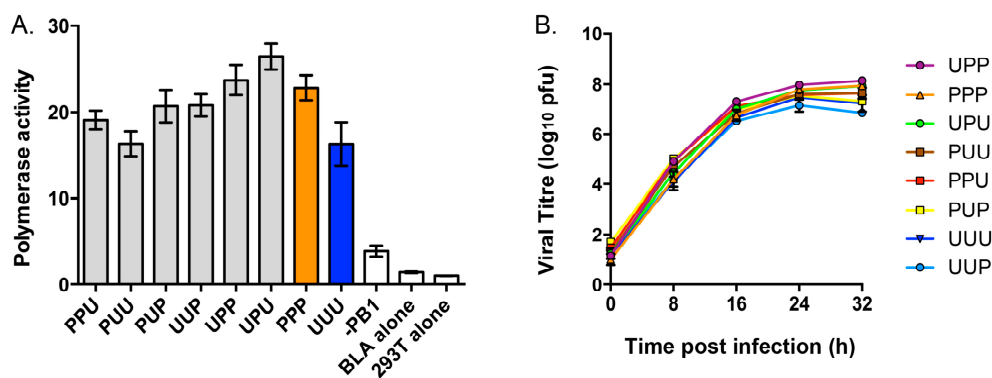 A.
Polymerase activity
30
20
10
0
PPU
PUU
PUP
UUP
UPP
UPU
PPP
UUU
-PB1
BLA alone
293T alone
B.
Viral Titre (log10 pfu)
10
8
6
4
2
0
0 8 16 24 32
Time post infection (h)
UPP
PPP
UPU
PUU
PPU
PUP
UUU
UUP